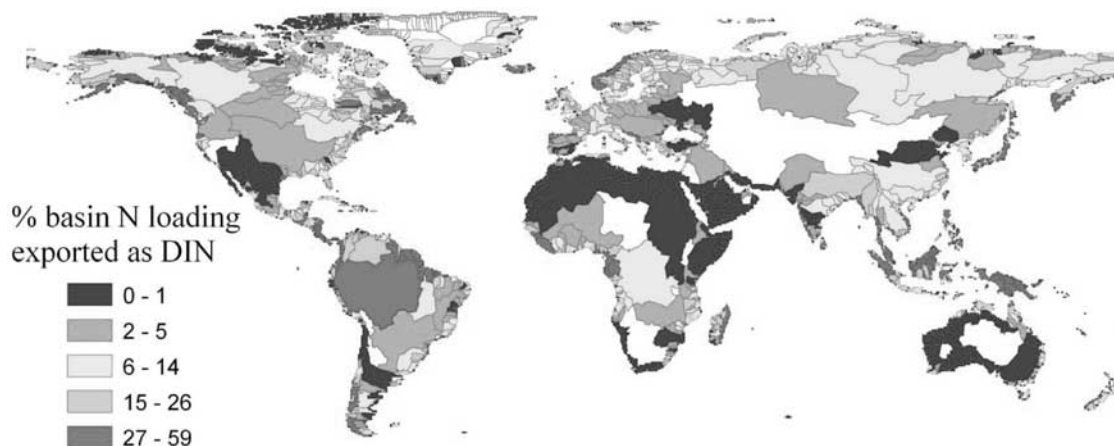 % basin N loading
exported as DIN
0 - 1
2 - 5
6 - 14
15 - 26
27 - 59